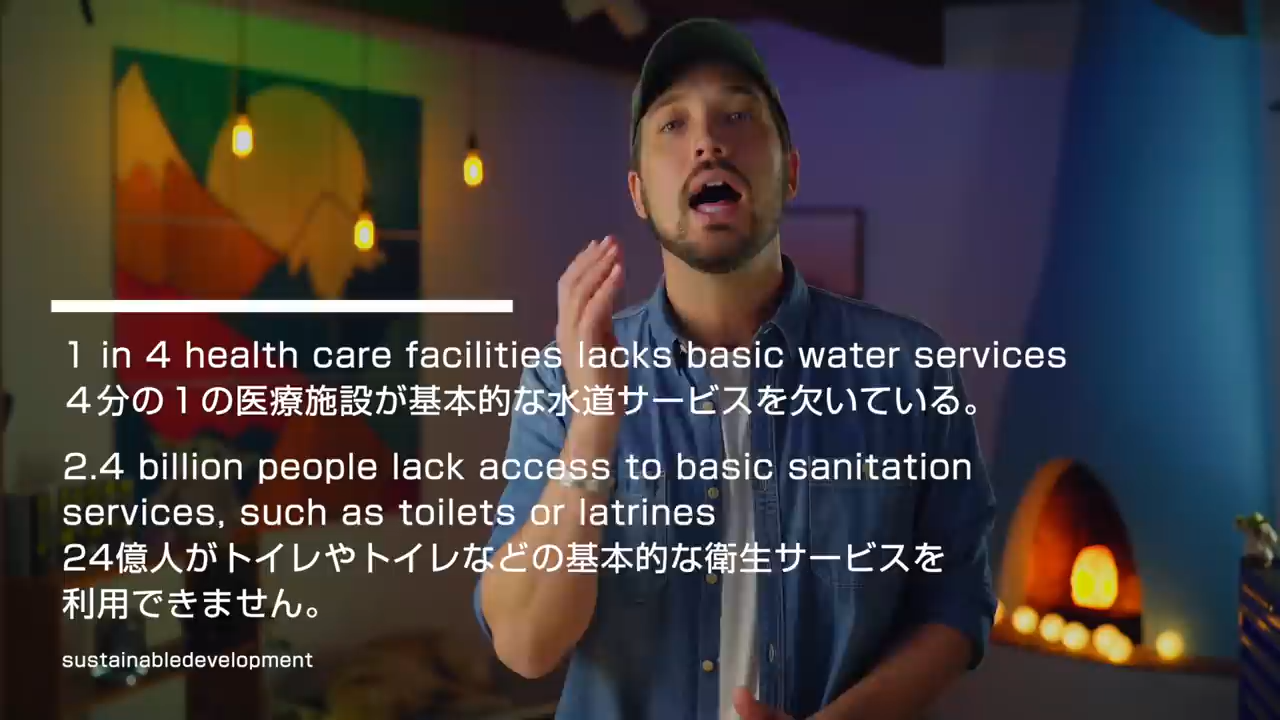 1 in 4 health care facilities lacks basic water services
４分の１の医療施設が基本的な水道サービスを欠いている。
2.4 billion people lack access to basic sanitation
services, such as toilets or latrines
24億人がトイレやトイレなどの基本的な衛生サービスを
利用できません。
sustainabledevelopment